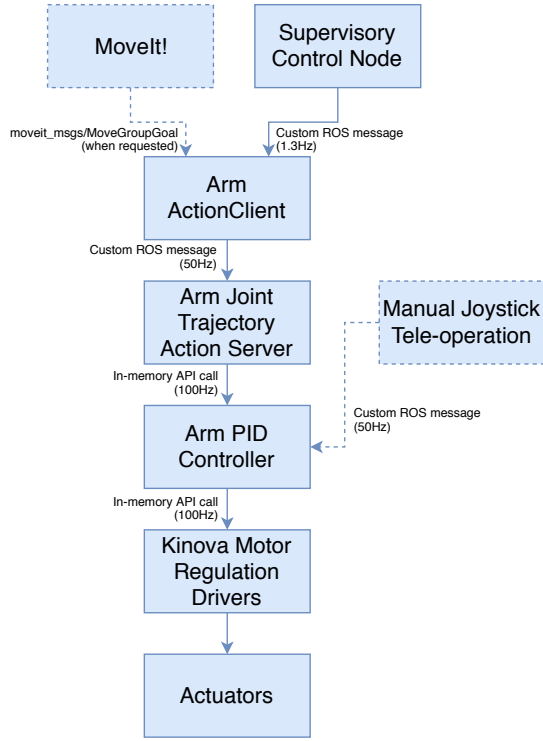 MoveIt!
Supervisory
Control Node
moveit_msgs/MoveGroupGoal
(when requested)
Custom ROS message
(1.3Hz)
Arm
ActionClient
Custom ROS message
(50Hz)
Arm Joint
Trajectory
Action Server
Manual Joystick
Tele-operation
In-memory API call
(100Hz)
Custom ROS message
(50Hz)
Arm PID
Controller
In-memory API call
(100Hz)
Kinova Motor
Regulation
Drivers
Actuators